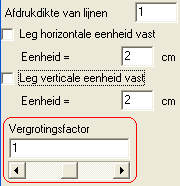 Afdrukdikte van lijnen 1
Leg horizontale eenheid vast
Eenheid = 2 cm
Leg verticale eenheid vast
Eenheid = 2 cm
Vergrotingsfactor
1